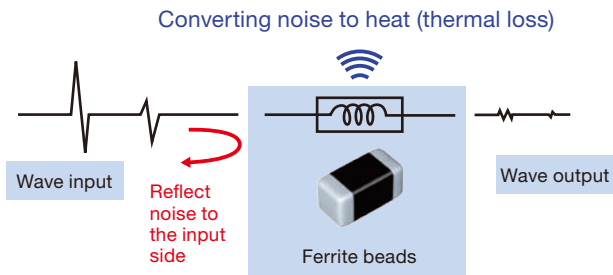 Converting noise to heat (thermal loss)
Wave input
Reflect
noise to
the input
side
Ferrite beads
Wave output